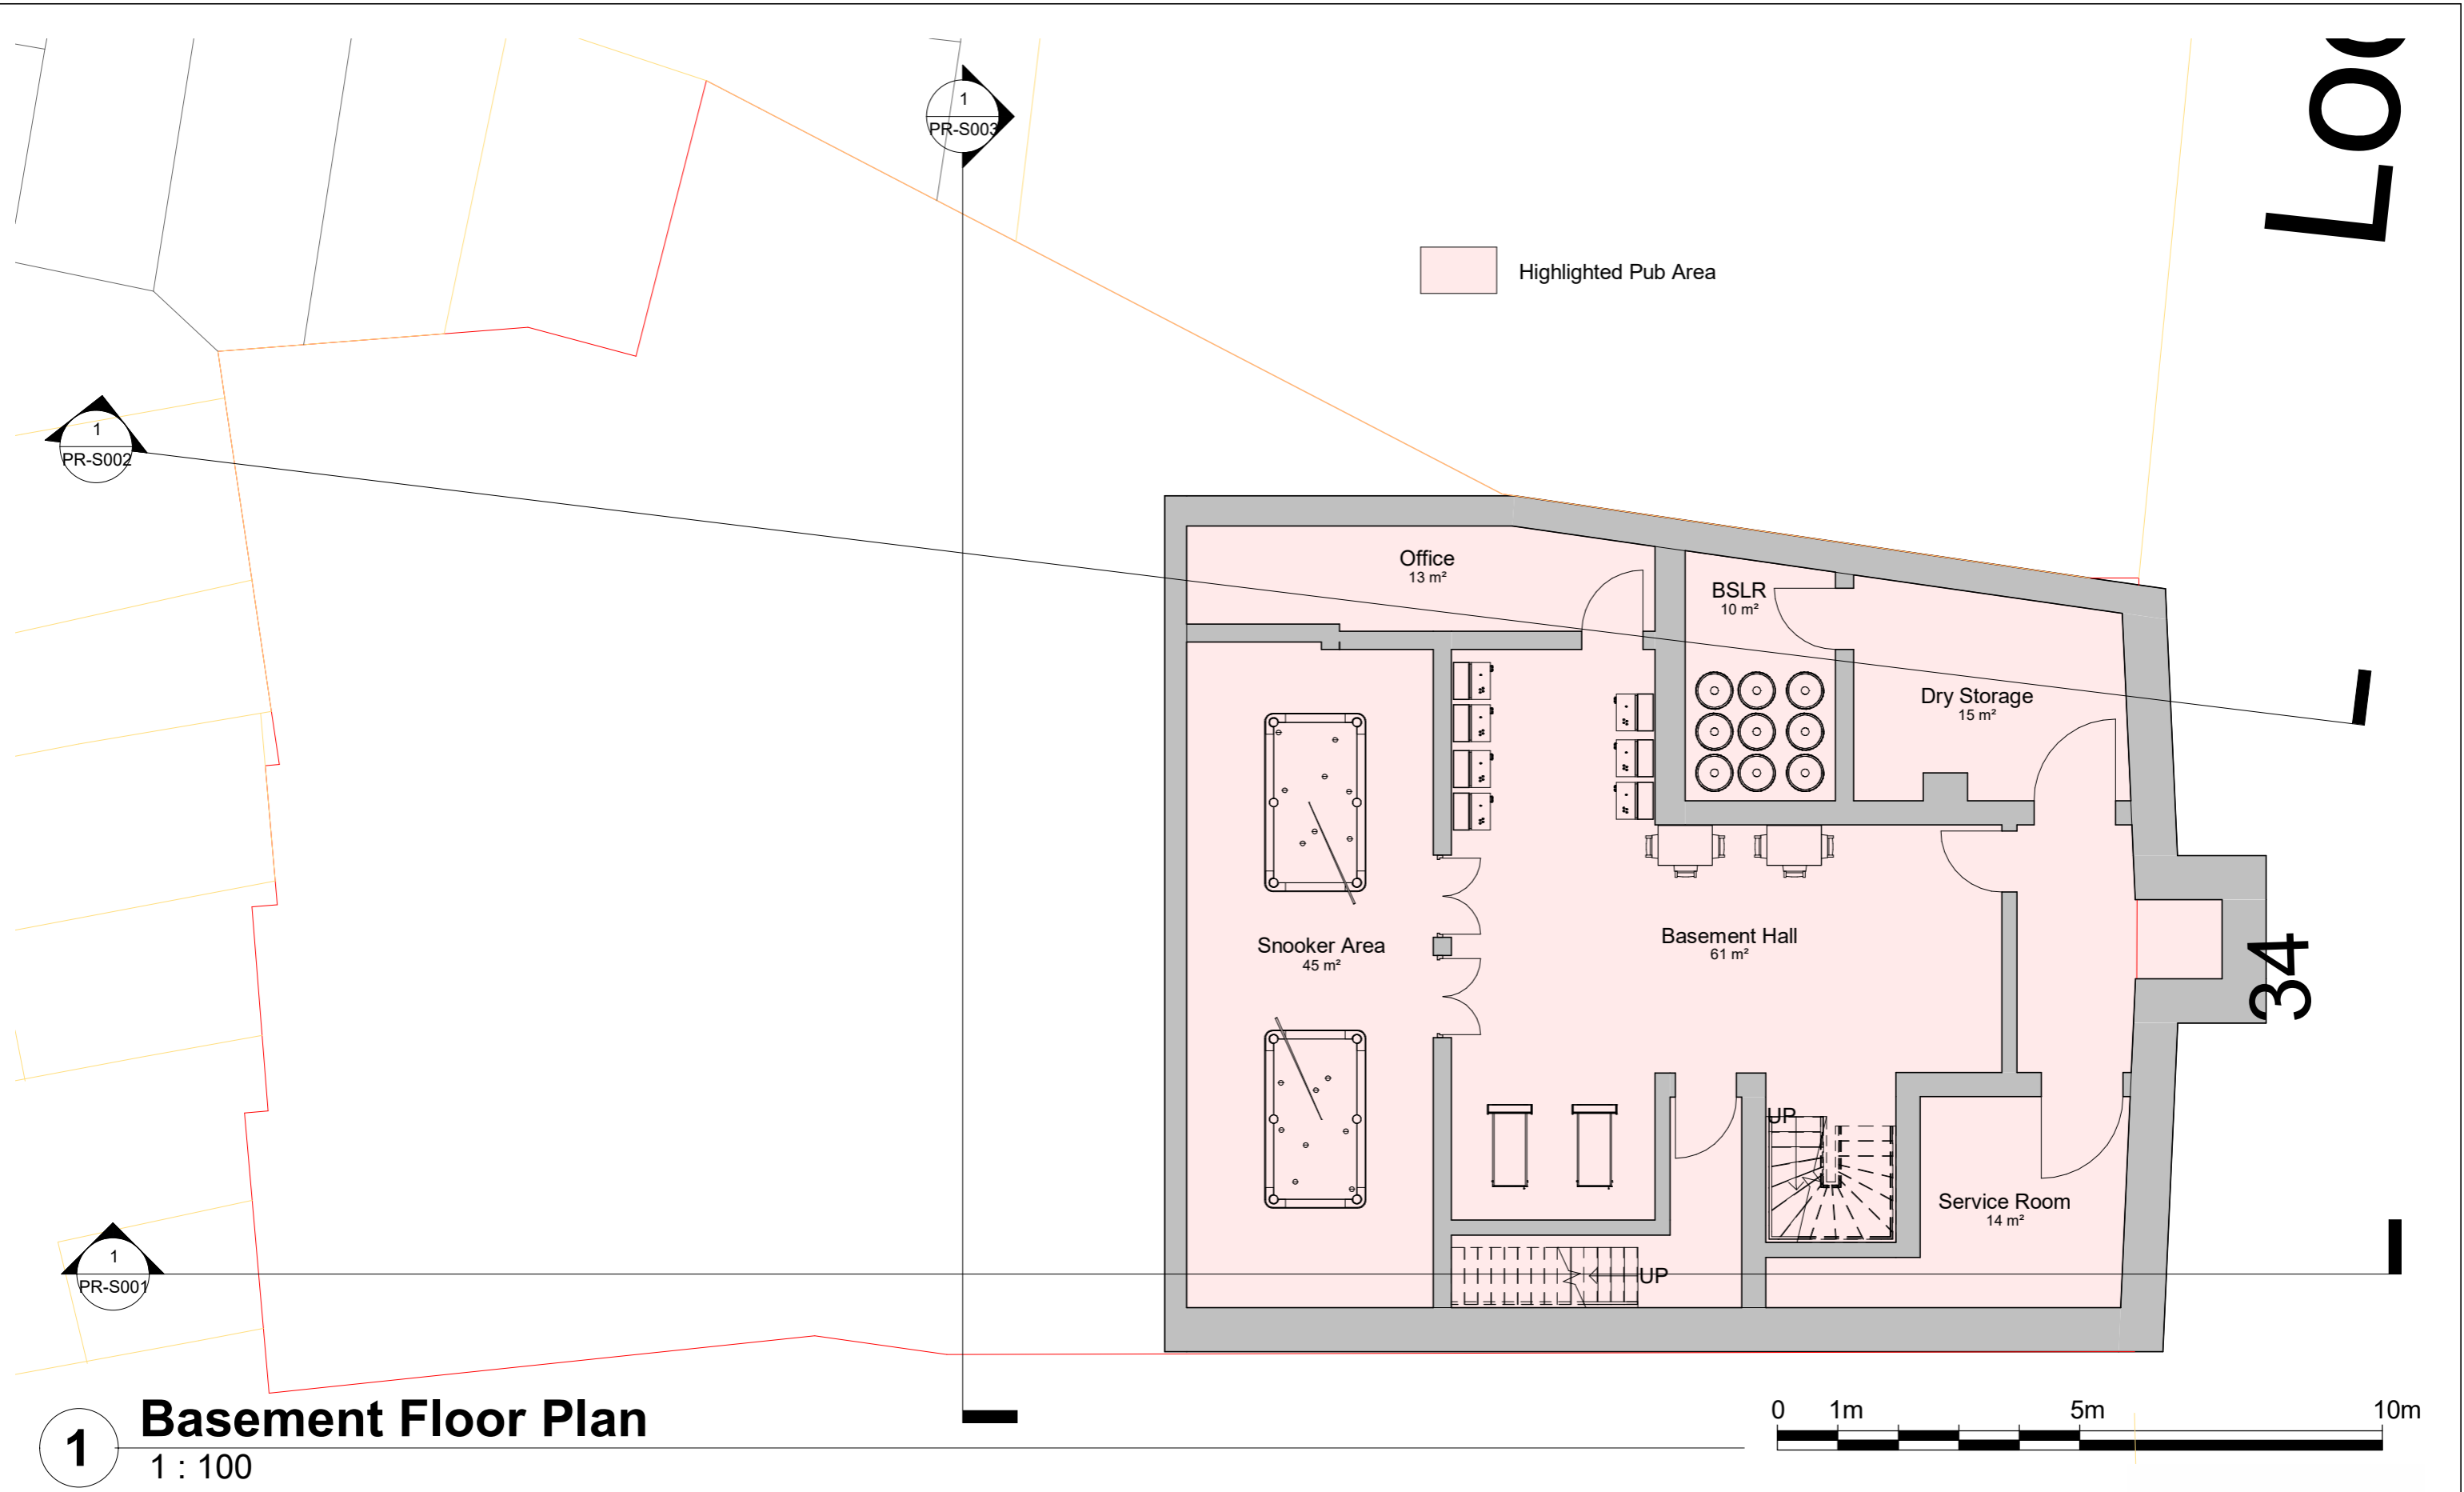 1
PR-S003
Highlighted Pub Area
1
PR-S002
Office
13 m²
BSLR
10 m²
Dry Storage
15 m²
Snooker Area
45 m²
Basement Hall
61 m²
34
UP
Service Room
14 m²
UP
1
PR-S001
1
Basement Floor Plan
1 : 100
0 1m 5m 10m